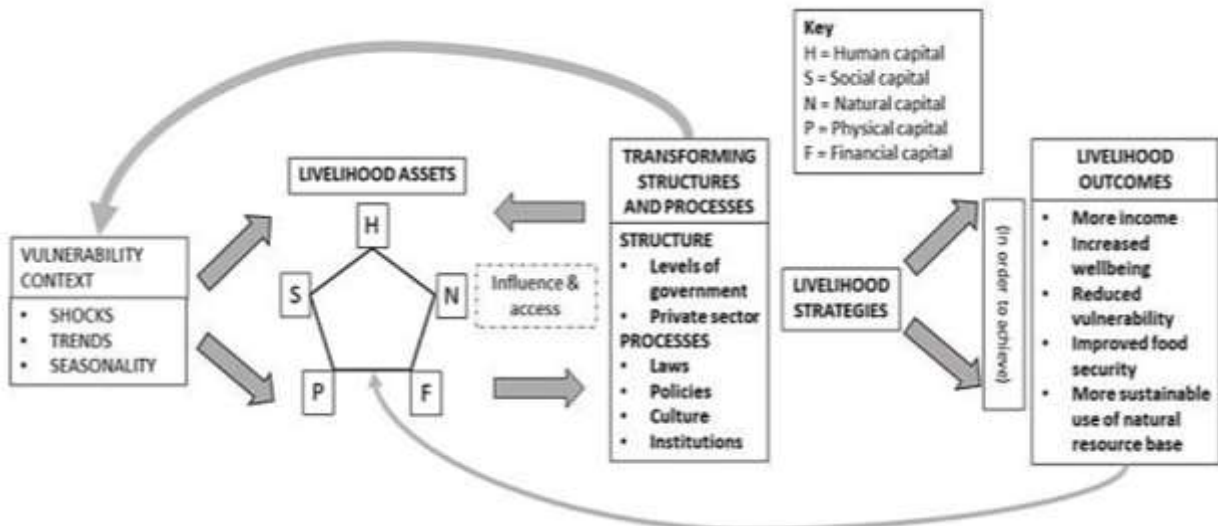 Key
H = Human capital
S = Social capital
N = Natural capital
P = Physical capital
F = Financial capital
VULNERABILITY
CONTEXT
• SHOCKS
• TRENDS
• SEASONALITY
LIVELIHOOD ASSETS
H
S
N
P
F
Influence &
access
TRANSFORMING
STRUCTURES
AND PROCESSES
STRUCTURE
• Levels of
government
• Private sector
PROCESSES
• Laws
• Policies
• Culture
• Institutions
LIVELIHOOD
STRATEGIES
(in order to achieve)
LIVELIHOOD
OUTCOMES
• More income
• Increased
wellbeing
• Reduced
vulnerability
• Improved food
security
• More sustainable
use of natural
resource base